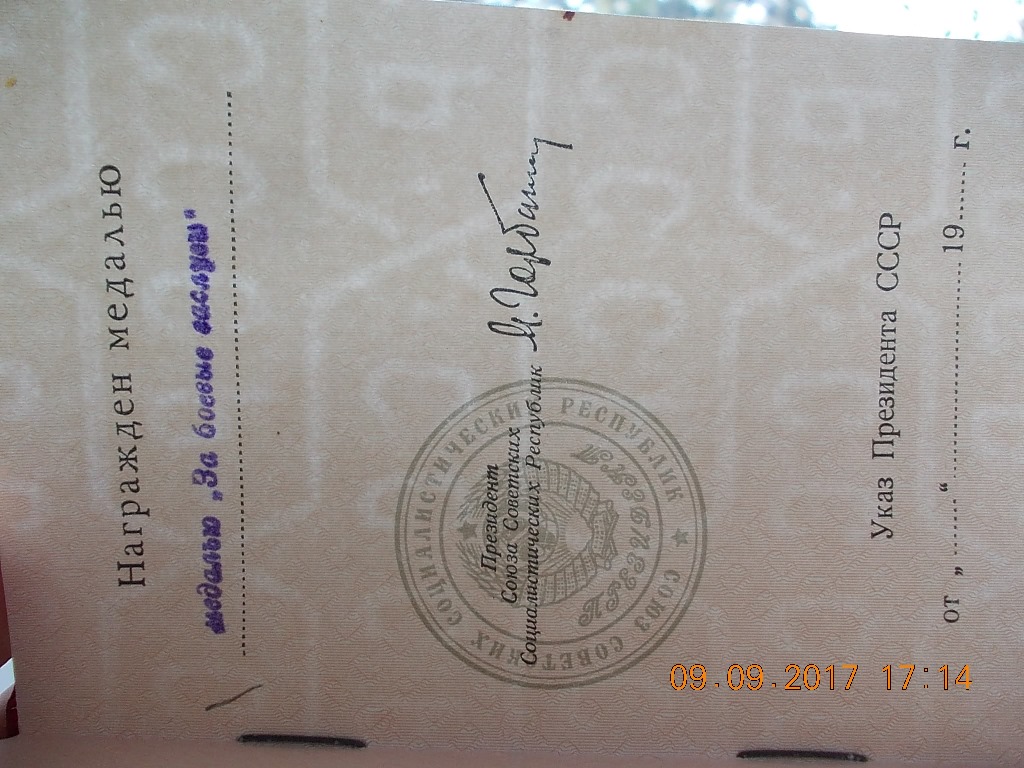 Награжден медалью
медалью „За боевые заслуги“
Президент
Союза Советских
Социалистических Республик М. Горбачев
СОЮЗ СОВЕТСКИХ СОЦИАЛИСТИЧЕСКИХ РЕСПУБЛИК
ПРЕЗИДЕНТ
Указ Президента СССР
от „.......“........................19....... г.
09.09.2017 17:14